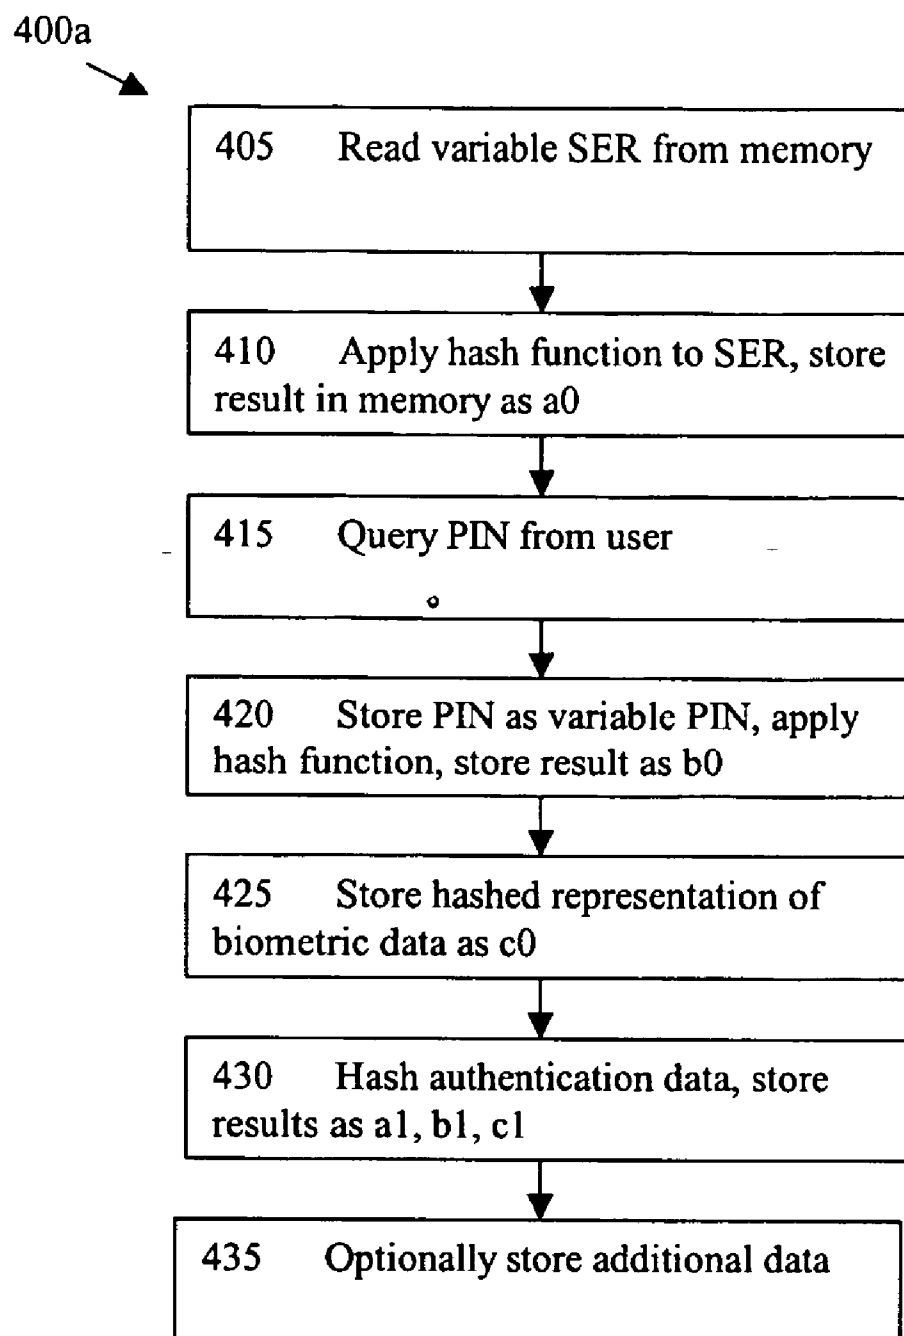 400a
405 Read variable SER from memory
410 Apply hash function to SER, store
result in memory as a0
415 Query PIN from user
420 Store PIN as variable PIN, apply
hash function, store result as b0
425 Store hashed representation of
biometric data as c0
430 Hash authentication data, store
results as a1, b1, c1
435 Optionally store additional data